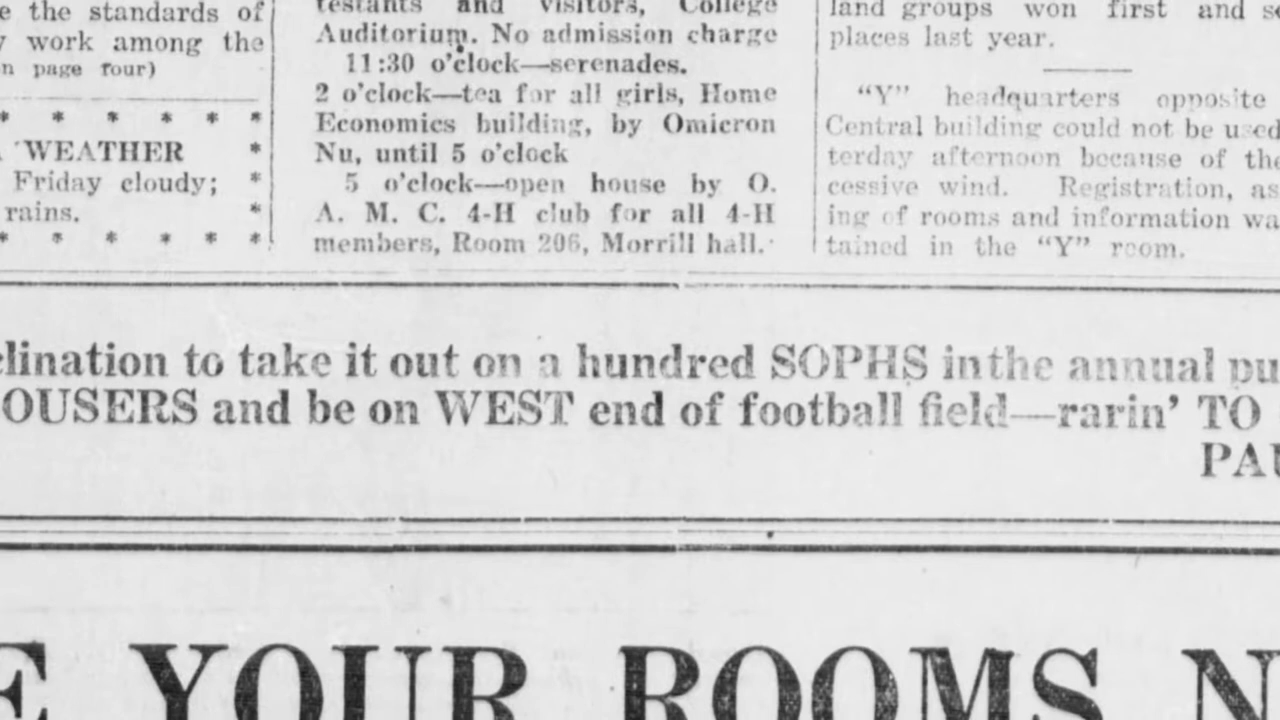 the standards of
work among the
page four)
* * * * * *
WEATHER *
Friday cloudy; *
rains. *
* * * * * *
testants and visitors, College
Auditorium. No admission charge
11:30 o'clock—serenades.
2 o'clock—tea for all girls, Home
Economics building, by Omicron
Nu, until 5 o'clock
5 o'clock—open house by O.
A. M. C. 4-H club for all 4-H
members, Room 206, Morrill hall.
land groups won first and
places last year.
"Y" headquarters opposite
Central building could not be used
terday afternoon because of
cessive wind. Registration, as
ing of rooms and information
tained in the "Y" room.
clination to take it out on a hundred SOPHS inthe annual
OUSERS and be on WEST end of football field—rarin' TO
YOUR ROOMS